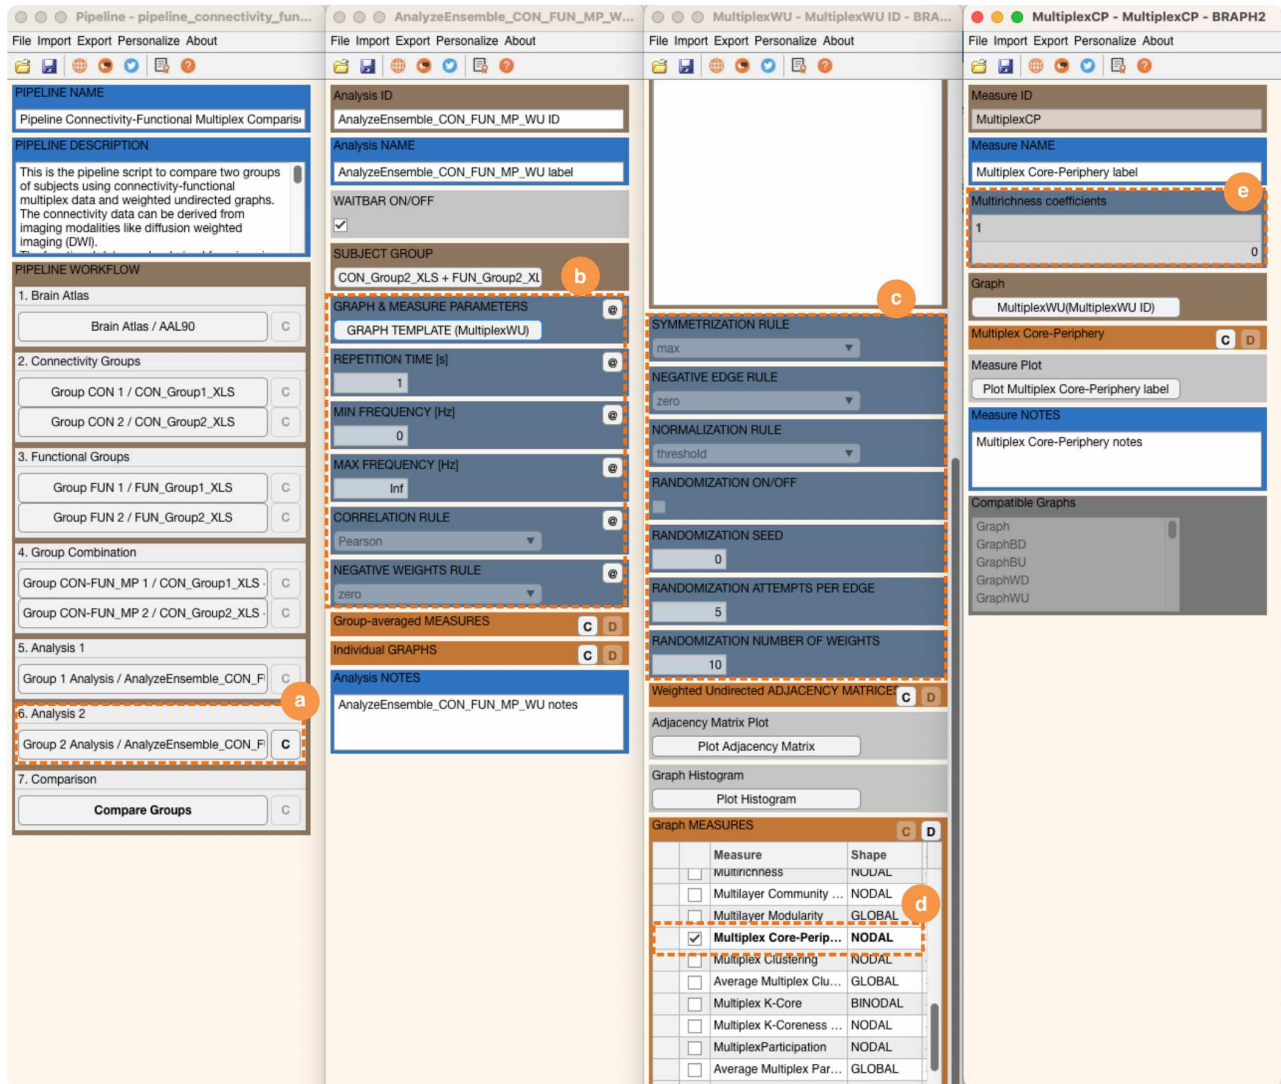 Pipeline - pipeline_connectivity_fun...
File Import Export Personalize About
PIPELINE NAME
Pipeline Connectivity-Functional Multiplex Comparis
PIPELINE DESCRIPTION
This is the pipeline script to compare two groups
of subjects using connectivity-functional
multiplex data and weighted undirected graphs.
The connectivity data can be derived from
imaging modalities like diffusion weighted
imaging (DWI).
PIPELINE WORKFLOW
1. Brain Atlas
Brain Atlas / AAL90
C
2. Connectivity Groups
Group CON 1 / CON_Group1_XLS
C
Group CON 2 / CON_Group2_XLS
C
3. Functional Groups
Group FUN 1 / FUN_Group1_XLS
C
Group FUN 2 / FUN_Group2_XLS
C
4. Group Combination
Group CON-FUN_MP 1 / CON_Group1_XLS -
C
Group CON-FUN_MP 2 / CON_Group2_XLS -
C
5. Analysis 1
Group 1 Analysis / AnalyzeEnsemble_CON_F
C
a
6. Analysis 2
Group 2 Analysis / AnalyzeEnsemble_CON_F
C
7. Comparison
Compare Groups
C
AnalyzeEnsemble_CON_FUN_MP_W...
File Import Export Personalize About
Analysis ID
AnalyzeEnsemble_CON_FUN_MP_WU ID
Analysis NAME
AnalyzeEnsemble_CON_FUN_MP_WU label
WAITBAR ON/OFF
SUBJECT GROUP
CON_Group2_XLS + FUN_Group2_XL
b
GRAPH & MEASURE PARAMETERS
@
GRAPH TEMPLATE (MultiplexWU)
REPETITION TIME [s]
@
1
MIN FREQUENCY [Hz]
@
0
MAX FREQUENCY [Hz]
@
Inf
CORRELATION RULE
@
Pearson
NEGATIVE WEIGHTS RULE
@
zero
Group-averaged MEASURES
C D
Individual GRAPHS
C D
Analysis NOTES
AnalyzeEnsemble_CON_FUN_MP_WU notes
MultiplexWU - MultiplexWU ID - BRA...
File Import Export Personalize About
c
SYMMETRIZATION RULE
max
NEGATIVE EDGE RULE
zero
NORMALIZATION RULE
threshold
RANDOMIZATION ON/OFF
RANDOMIZATION SEED
0
RANDOMIZATION ATTEMPTS PER EDGE
5
RANDOMIZATION NUMBER OF WEIGHTS
10
Weighted Undirected ADJACENCY MATRICES
C D
Adjacency Matrix Plot
Plot Adjacency Matrix
Graph Histogram
Plot Histogram
Graph MEASURES
C D
Measure Shape
Multirichness NODAL
Multilayer Community ... NODAL
d
Multilayer Modularity GLOBAL
Multiplex Core-Perip... NODAL
Multiplex Clustering NODAL
Average Multiplex Clu... GLOBAL
Multiplex K-Core BINODAL
Multiplex K-Coreness ... NODAL
MultiplexParticipation NODAL
Average Multiplex Par... GLOBAL
MultiplexCP - MultiplexCP - BRAPH2
File Import Export Personalize About
Measure ID
MultiplexCP
Measure NAME
Multiplex Core-Periphery label
e
Multirichness coefficients
1
0
Graph
MultiplexWU(MultiplexWU ID)
Multiplex Core-Periphery
C D
Measure Plot
Plot Multiplex Core-Periphery label
Measure NOTES
Multiplex Core-Periphery notes
Compatible Graphs
Graph
GraphBD
GraphBU
GraphWD
GraphWU